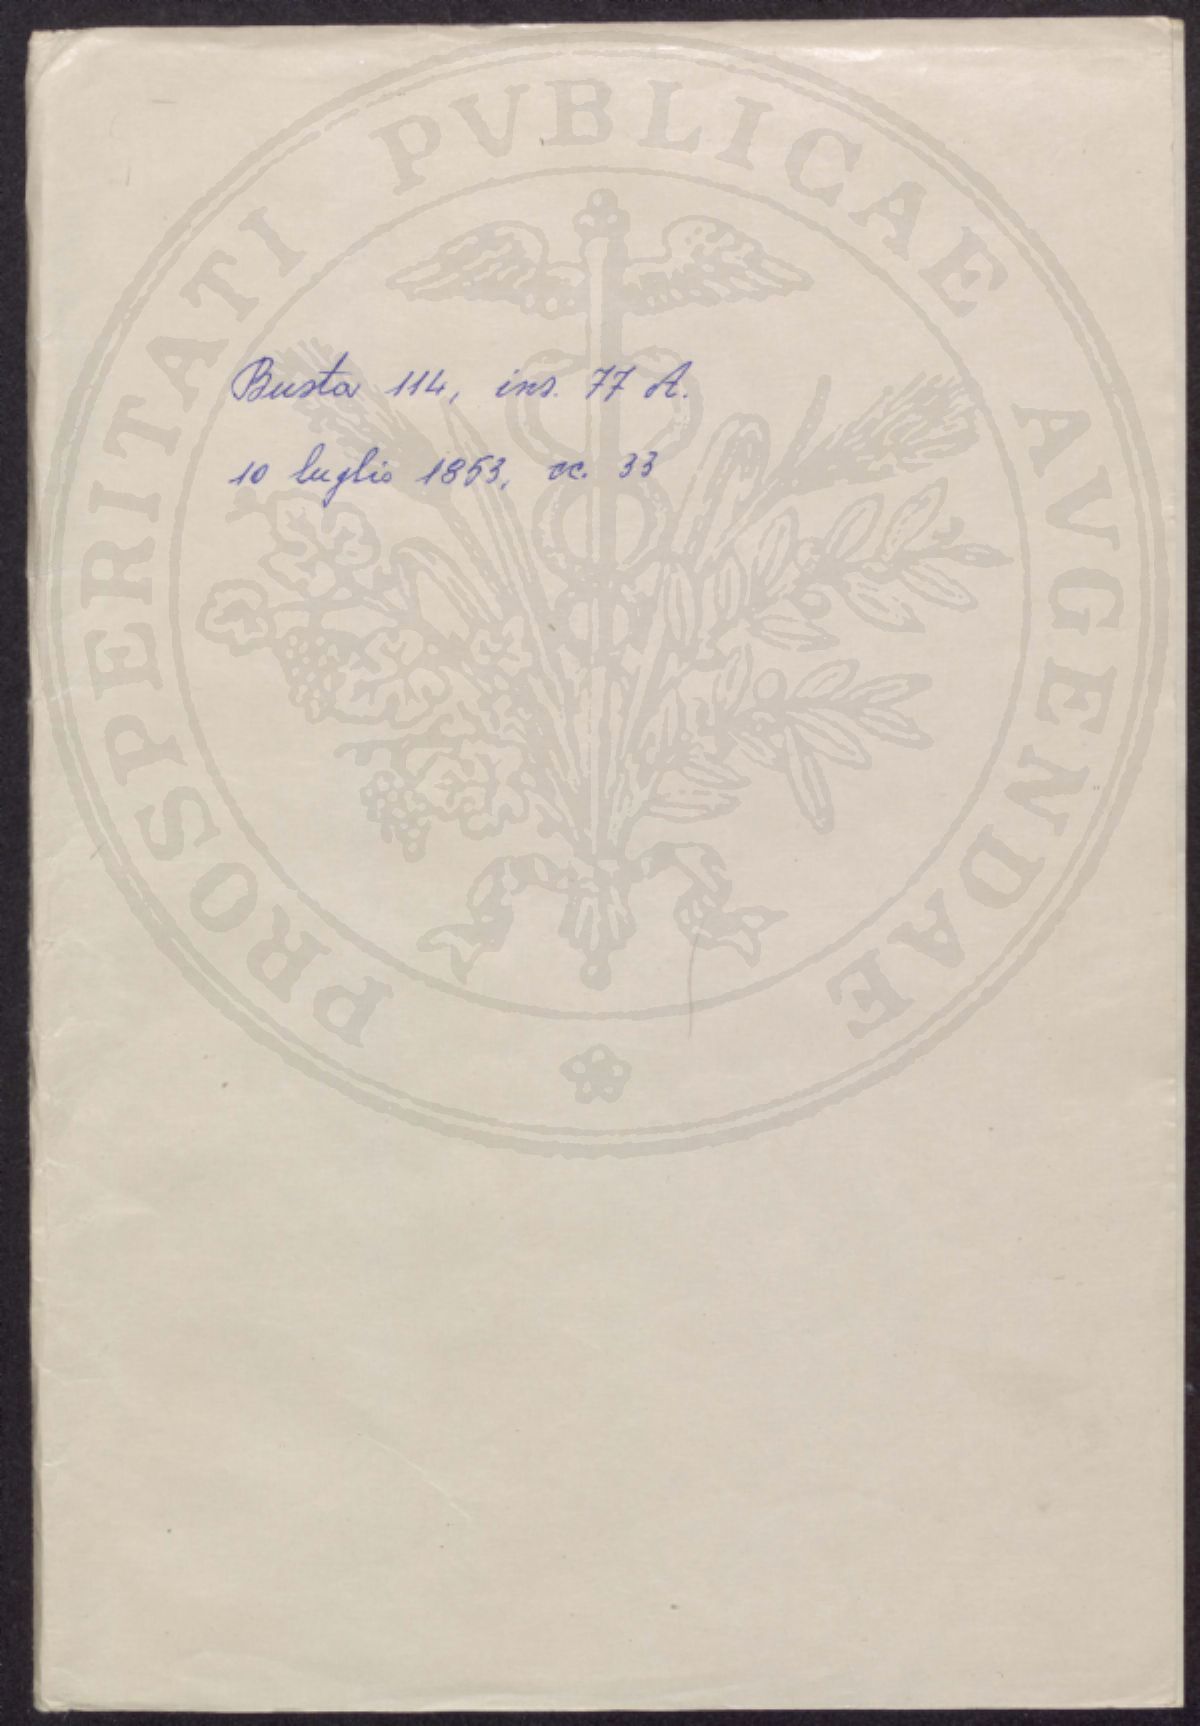 PROSPERITATI PVBLICAE AVGENDAE
Busta 114, ins. 77 A.
10 luglio 1853, cc. 33